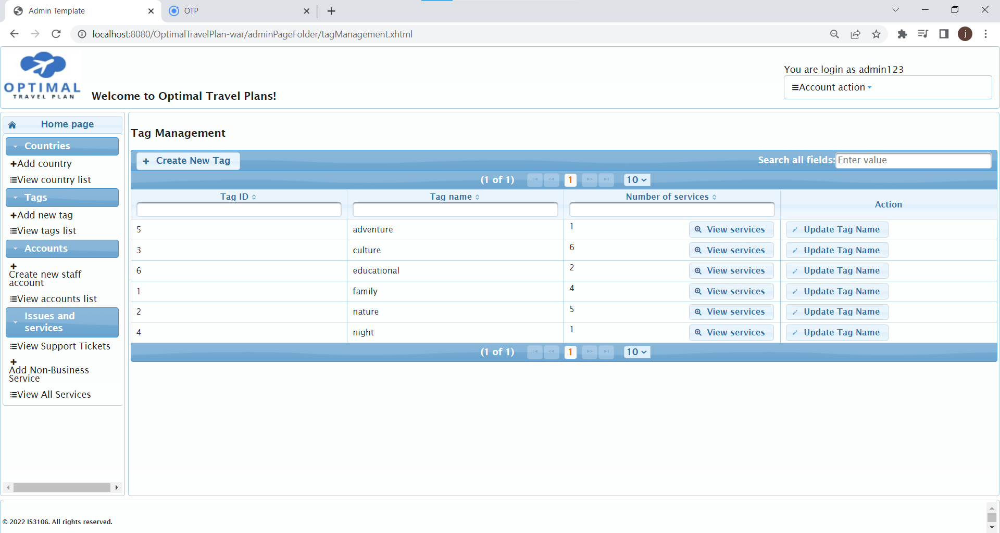 Admin Template
OTP
localhost:8080/OptimalTravelPlan-war/adminPageFolder/tagManagement.xhtml
j
OPTIMAL
TRAVEL PLAN
Welcome to Optimal Travel Plans!
You are login as admin123
Account action
Home page
Countries
Add country
View country list
Tags
Add new tag
View tags list
Accounts
Create new staff
account
View accounts list
Issues and
services
View Support Tickets
Add Non-Business
Service
View All Services
Tag Management
Create New Tag
Search all fields: Enter value
(1 of 1) 1 10
Tag ID Tag name Number of services Action
5 adventure 1 View services Update Tag Name
3 culture 6 View services Update Tag Name
6 educational 2 View services Update Tag Name
1 family 4 View services Update Tag Name
2 nature 5 View services Update Tag Name
4 night 1 View services Update Tag Name
(1 of 1) 1 10
© 2022 IS3106. All rights reserved.